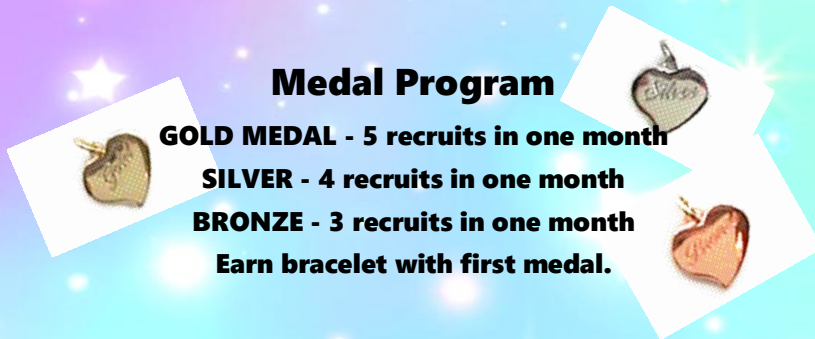 Medal Program
GOLD MEDAL - 5 recruits in one month
SILVER - 4 recruits in one month
BRONZE - 3 recruits in one month
Earn bracelet with first medal.
Silver